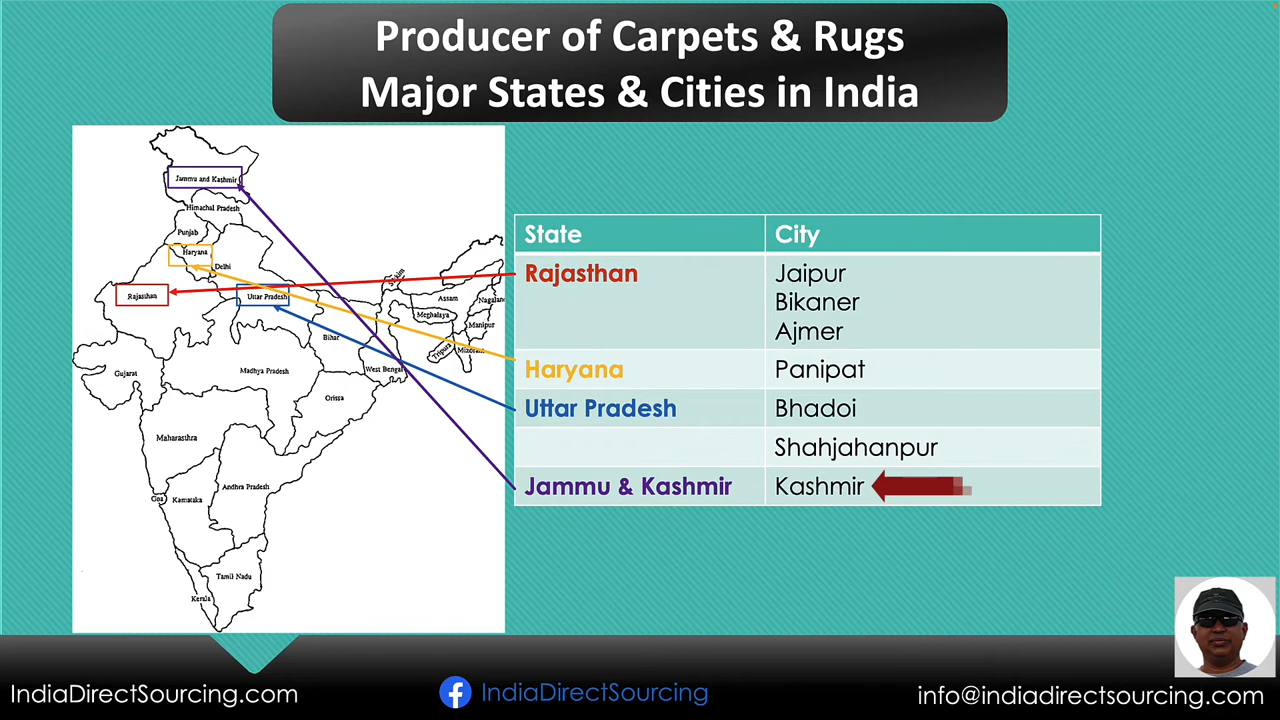 Producer of Carpets & Rugs
Major States & Cities in India
Jammu and Kashmir
Himachal Pradesh
Punjab
Haryana
Delhi
Rajasthan
Uttar Pradesh
Sikkim
Assam
Nagaland
Meghalaya
Manipur
Bihar
Tripura
Mizoram
Gujarat
Madhya Pradesh
West Bengal
Orissa
Maharasthra
Goa
Karnataka
Andhra Pradesh
Tamil Nadu
Kerala
State City
Rajasthan Jaipur
Bikaner
Ajmer
Haryana Panipat
Uttar Pradesh Bhadoi
Shahjahanpur
Jammu & Kashmir Kashmir
IndiaDirectSourcing.com
IndiaDirectSourcing
info@indiadirectsourcing.com